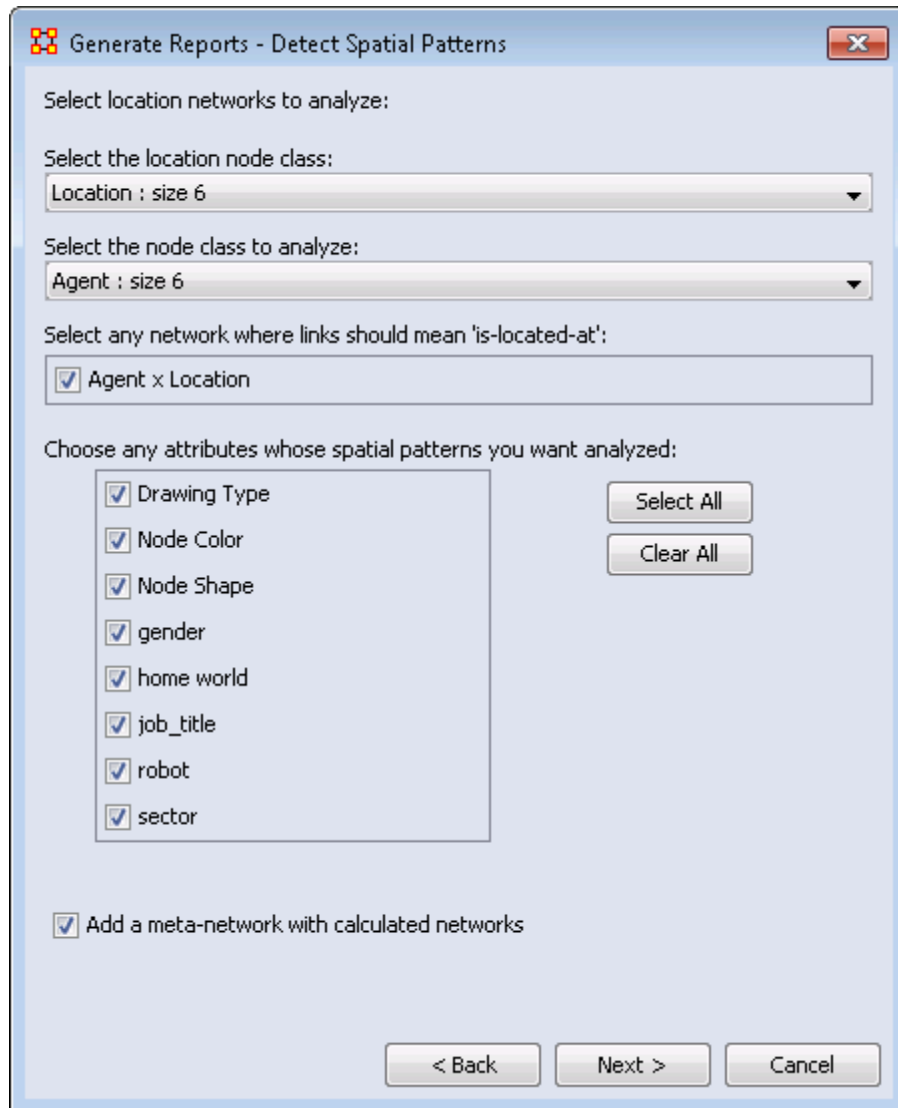 Generate Reports - Detect Spatial Patterns
Select location networks to analyze:
Select the location node class:
Location : size 6
Select the node class to analyze:
Agent : size 6
Select any network where links should mean 'is-located-at':
Agent x Location
Choose any attributes whose spatial patterns you want analyzed:
Drawing Type
Select All
Node Color
Clear All
Node Shape
gender
home world
job_title
robot
sector
Add a meta-network with calculated networks
< Back
Next >
Cancel